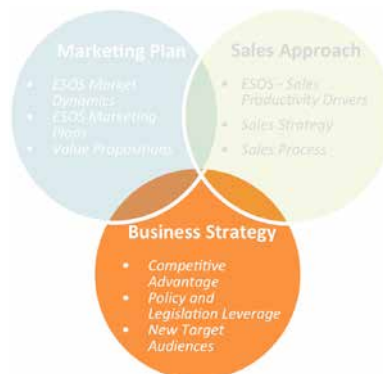 Marketing Plan
• ESOS Market
Dynamics
• ESOS Marketing
Plans
• Value Propositions
Sales Approach
• ESOS - Sales
Productivity Drivers
• Sales Strategy
• Sales Process
Business Strategy
• Competitive
Advantage
• Policy and
Legislation Leverage
• New Target
Audiences